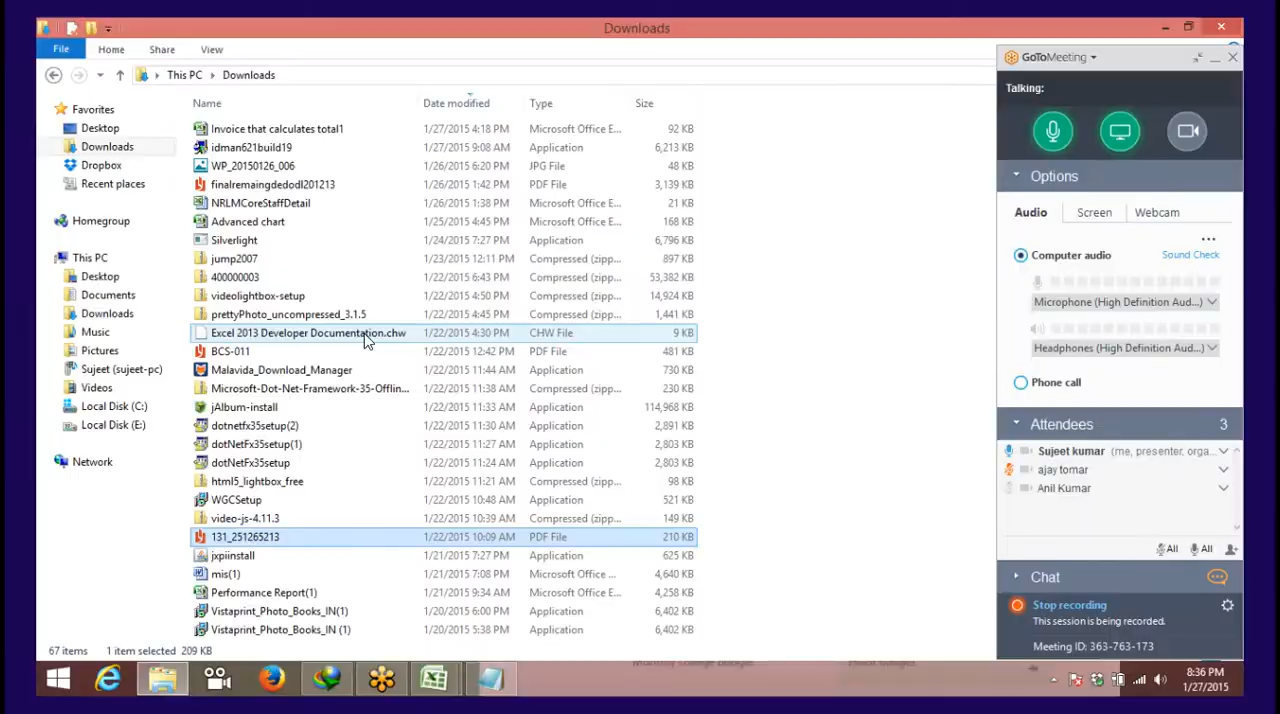 Downloads
File Home Share View
This PC Downloads
Name Date modified Type Size
Favorites
Desktop
Downloads
Dropbox
Recent places
Homegroup
This PC
Desktop
Documents
Downloads
Music
Pictures
Sujeet (sujeet-pc)
Videos
Local Disk (C:)
Local Disk (E:)
Network
Invoice that calculates total1 1/27/2015 4:18 PM Microsoft Office E... 92 KB
idman621build19 1/27/2015 9:08 AM Application 6,213 KB
WP_20150126_006 1/26/2015 6:20 PM JPG File 48 KB
finalremaingdedodl201213 1/26/2015 1:42 PM PDF File 3,139 KB
NRLMCoreStaffDetail 1/26/2015 1:38 PM Microsoft Office E... 21 KB
Advanced chart 1/25/2015 4:45 PM Microsoft Office E... 168 KB
Silverlight 1/24/2015 7:27 PM Application 6,796 KB
jump2007 1/23/2015 12:11 PM Compressed (zipp... 897 KB
400000003 1/22/2015 6:43 PM Compressed (zipp... 53,382 KB
videolightbox-setup 1/22/2015 4:50 PM Compressed (zipp... 14,924 KB
prettyPhoto_uncompressed_3.1.5 1/22/2015 4:45 PM Compressed (zipp... 1,441 KB
Excel 2013 Developer Documentation.chw 1/22/2015 4:30 PM CHW File 9 KB
BCS-011 1/22/2015 12:42 PM PDF File 481 KB
Malavida_Download_Manager 1/22/2015 11:44 AM Application 730 KB
Microsoft-Dot-Net-Framework-35-Offlin... 1/22/2015 11:38 AM Compressed (zipp... 230 KB
jAlbum-install 1/22/2015 11:33 AM Application 114,968 KB
dotnetfx35setup(2) 1/22/2015 11:30 AM Application 2,891 KB
dotNetFx35setup(1) 1/22/2015 11:27 AM Application 2,803 KB
dotNetFx35setup 1/22/2015 11:24 AM Application 2,803 KB
html5_lightbox_free 1/22/2015 11:21 AM Compressed (zipp... 98 KB
WGCSetup 1/22/2015 10:48 AM Application 521 KB
video-js-4.11.3 1/22/2015 10:39 AM Compressed (zipp... 149 KB
131_251265213 1/22/2015 10:09 AM PDF File 210 KB
jxpiinstall 1/21/2015 7:27 PM Application 625 KB
mis(1) 1/21/2015 7:08 PM Microsoft Office ... 4,640 KB
Performance Report(1) 1/21/2015 9:34 AM Microsoft Office E... 4,258 KB
Vistaprint_Photo_Books_IN(1) 1/20/2015 6:00 PM Application 6,402 KB
Vistaprint_Photo_Books_IN (1) 1/20/2015 5:38 PM Application 6,402 KB
67 items 1 item selected 209 KB
GoToMeeting
Talking:
Options
Audio Screen Webcam
...
Computer audio Sound Check
Microphone (High Definition Aud...)
Headphones (High Definition Aud...)
Phone call
Attendees 3
Sujeet kumar (me, presenter, orga...
ajay tomar
Anil Kumar
All All
Chat
Stop recording
This session is being recorded.
Meeting ID: 363-763-173
8:36 PM
1/27/2015